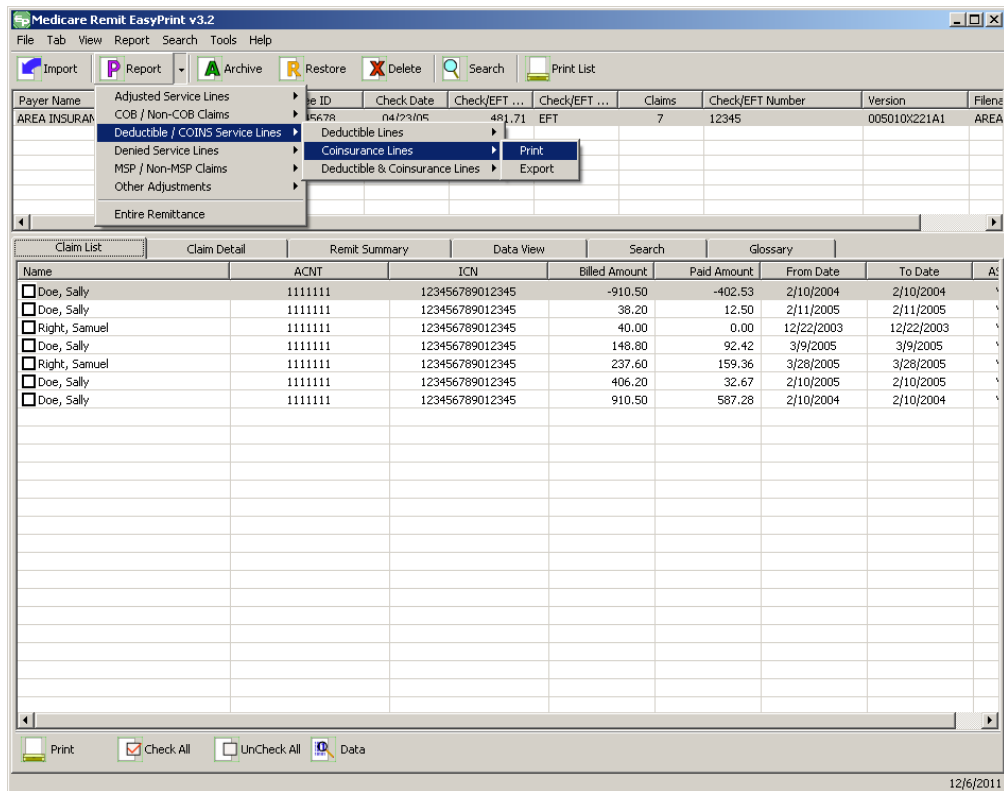 Medicare Remit EasyPrint v3.2
File Tab View Report Search Tools Help
Import Report Archive Restore Delete Search Print List
Payer Name ee ID Check Date Check/EFT ... Check/EFT ... Claims Check/EFT Number Version Filena
AREA INSURAN 5678 04/23/05 481.71 EFT 7 12345 005010X221A1 AREA
Adjusted Service Lines
COB / Non-COB Claims
Deductible / COINS Service Lines
Denied Service Lines
MSP / Non-MSP Claims
Other Adjustments
Entire Remittance
Deductible Lines
Coinsurance Lines
Deductible & Coinsurance Lines
Print
Export
Claim List Claim Detail Remit Summary Data View Search Glossary
Name ACNT ICN Billed Amount Paid Amount From Date To Date AS
Doe, Sally 1111111 123456789012345 -910.50 -402.53 2/10/2004 2/10/2004
Doe, Sally 1111111 123456789012345 38.20 12.50 2/11/2005 2/11/2005
Right, Samuel 1111111 123456789012345 40.00 0.00 12/22/2003 12/22/2003
Doe, Sally 1111111 123456789012345 148.80 92.42 3/9/2005 3/9/2005
Right, Samuel 1111111 123456789012345 237.60 159.36 3/28/2005 3/28/2005
Doe, Sally 1111111 123456789012345 406.20 32.67 2/10/2005 2/10/2005
Doe, Sally 1111111 123456789012345 910.50 587.28 2/10/2004 2/10/2004
Print Check All UnCheck All Data
12/6/2011